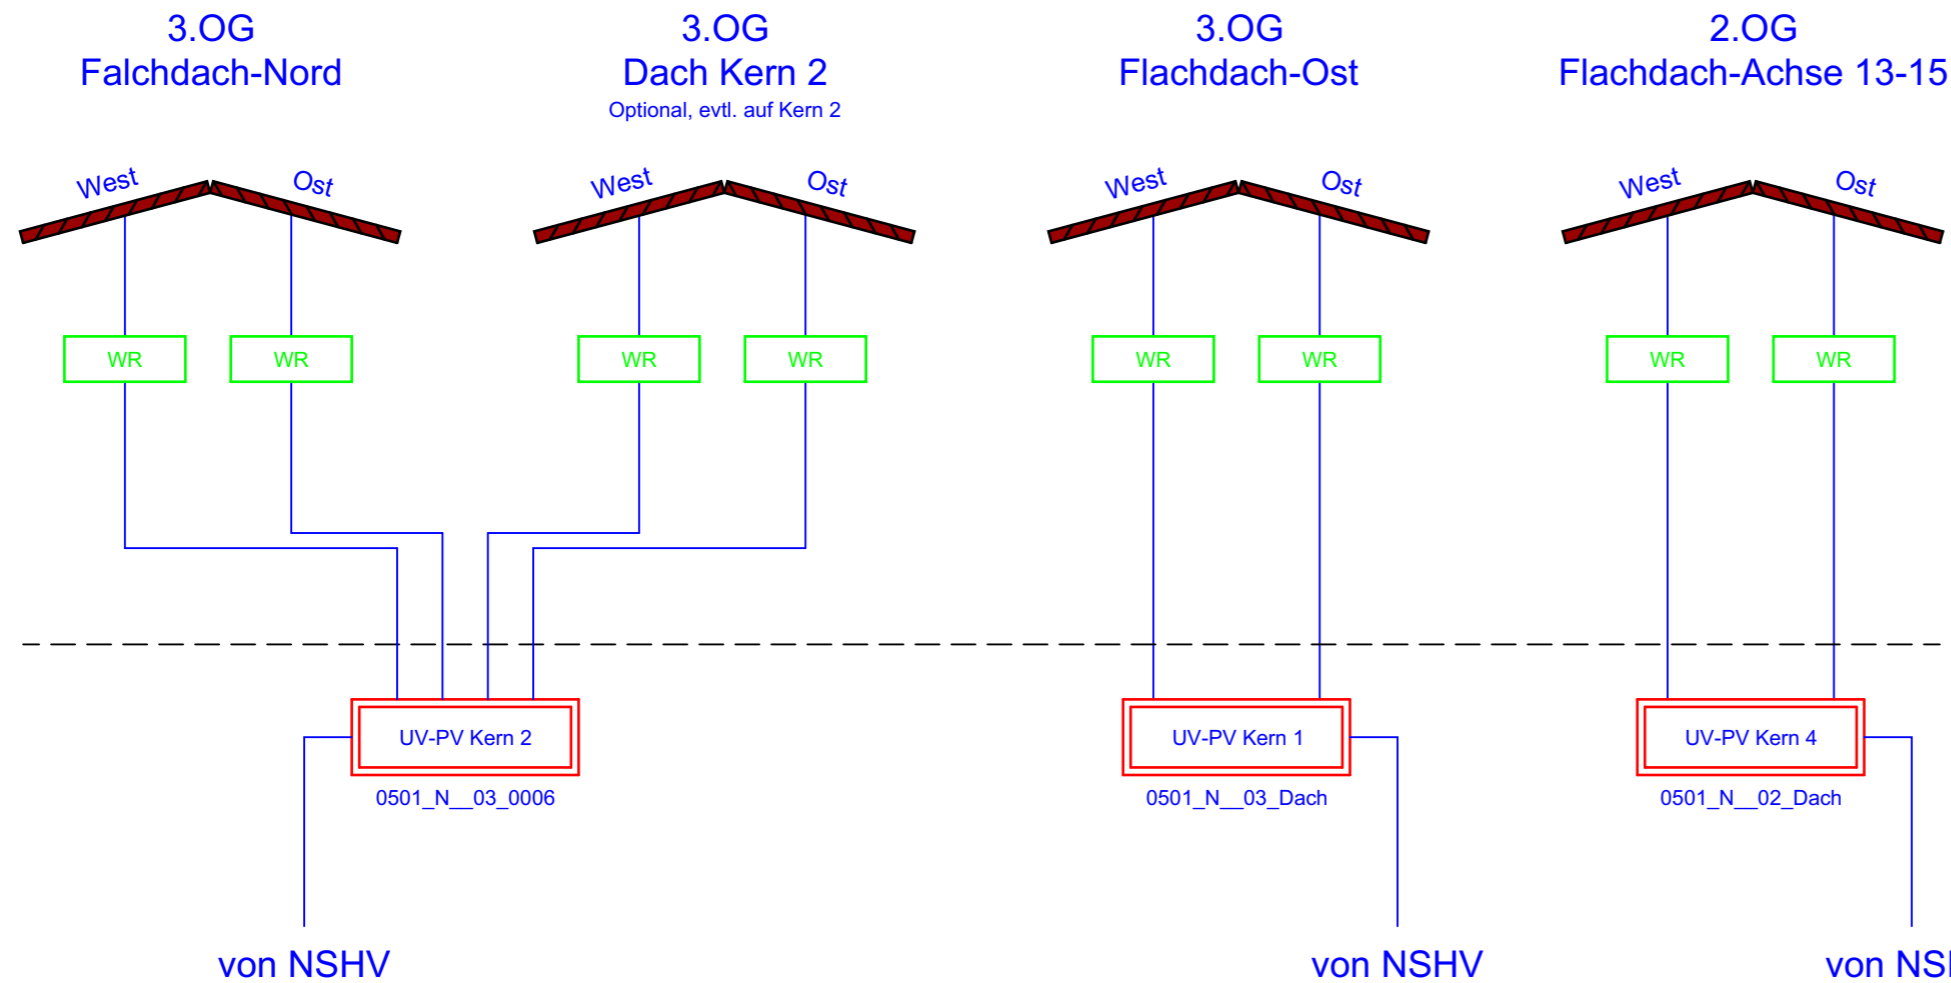 3.OG
Falchdach-Nord
3.OG
Dach Kern 2
Optional, evtl. auf Kern 2
3.OG
Flachdach-Ost
2.OG
Flachdach-Achse 13-15
West
Ost
West
Ost
West
Ost
West
Ost
WR
WR
WR
WR
WR
WR
WR
WR
UV-PV Kern 2
UV-PV Kern 1
UV-PV Kern 4
0501_N__03_0006
0501_N__03_Dach
0501_N__02_Dach
von NSHV
von NSHV
von